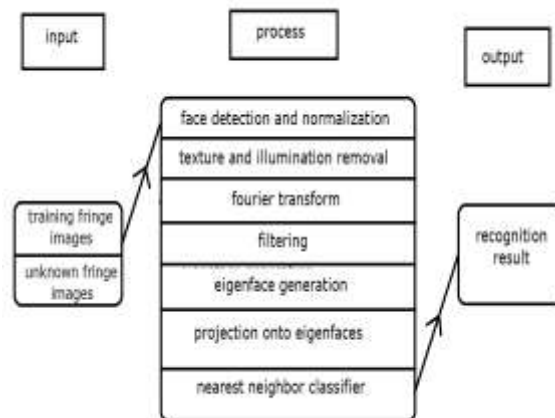 input
process
output
face detection and normalization
texture and illumination removal
fourier transform
filtering
eigenface generation
projection onto eigenfaces
nearest neighbor classifier
training fringe
images
unknown fringe
images
recognition
result